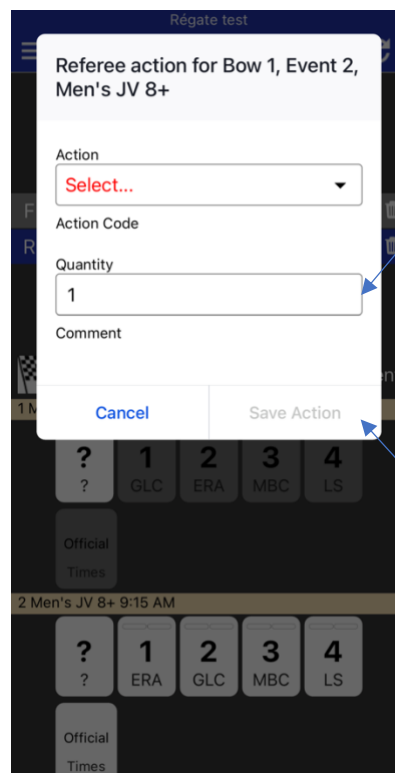 Régate test
Referee action for Bow 1, Event 2,
Men's JV 8+
Action
Select...
F
Action Code
R
Quantity
1
Comment
en
1 M
Cancel
Save Action
? 1 2 3 4
? GLC ERA MBC LS
Official
Times
2 Men's JV 8+ 9:15 AM
? 1 2 3 4
? ERA GLC MBC LS
Official
Times